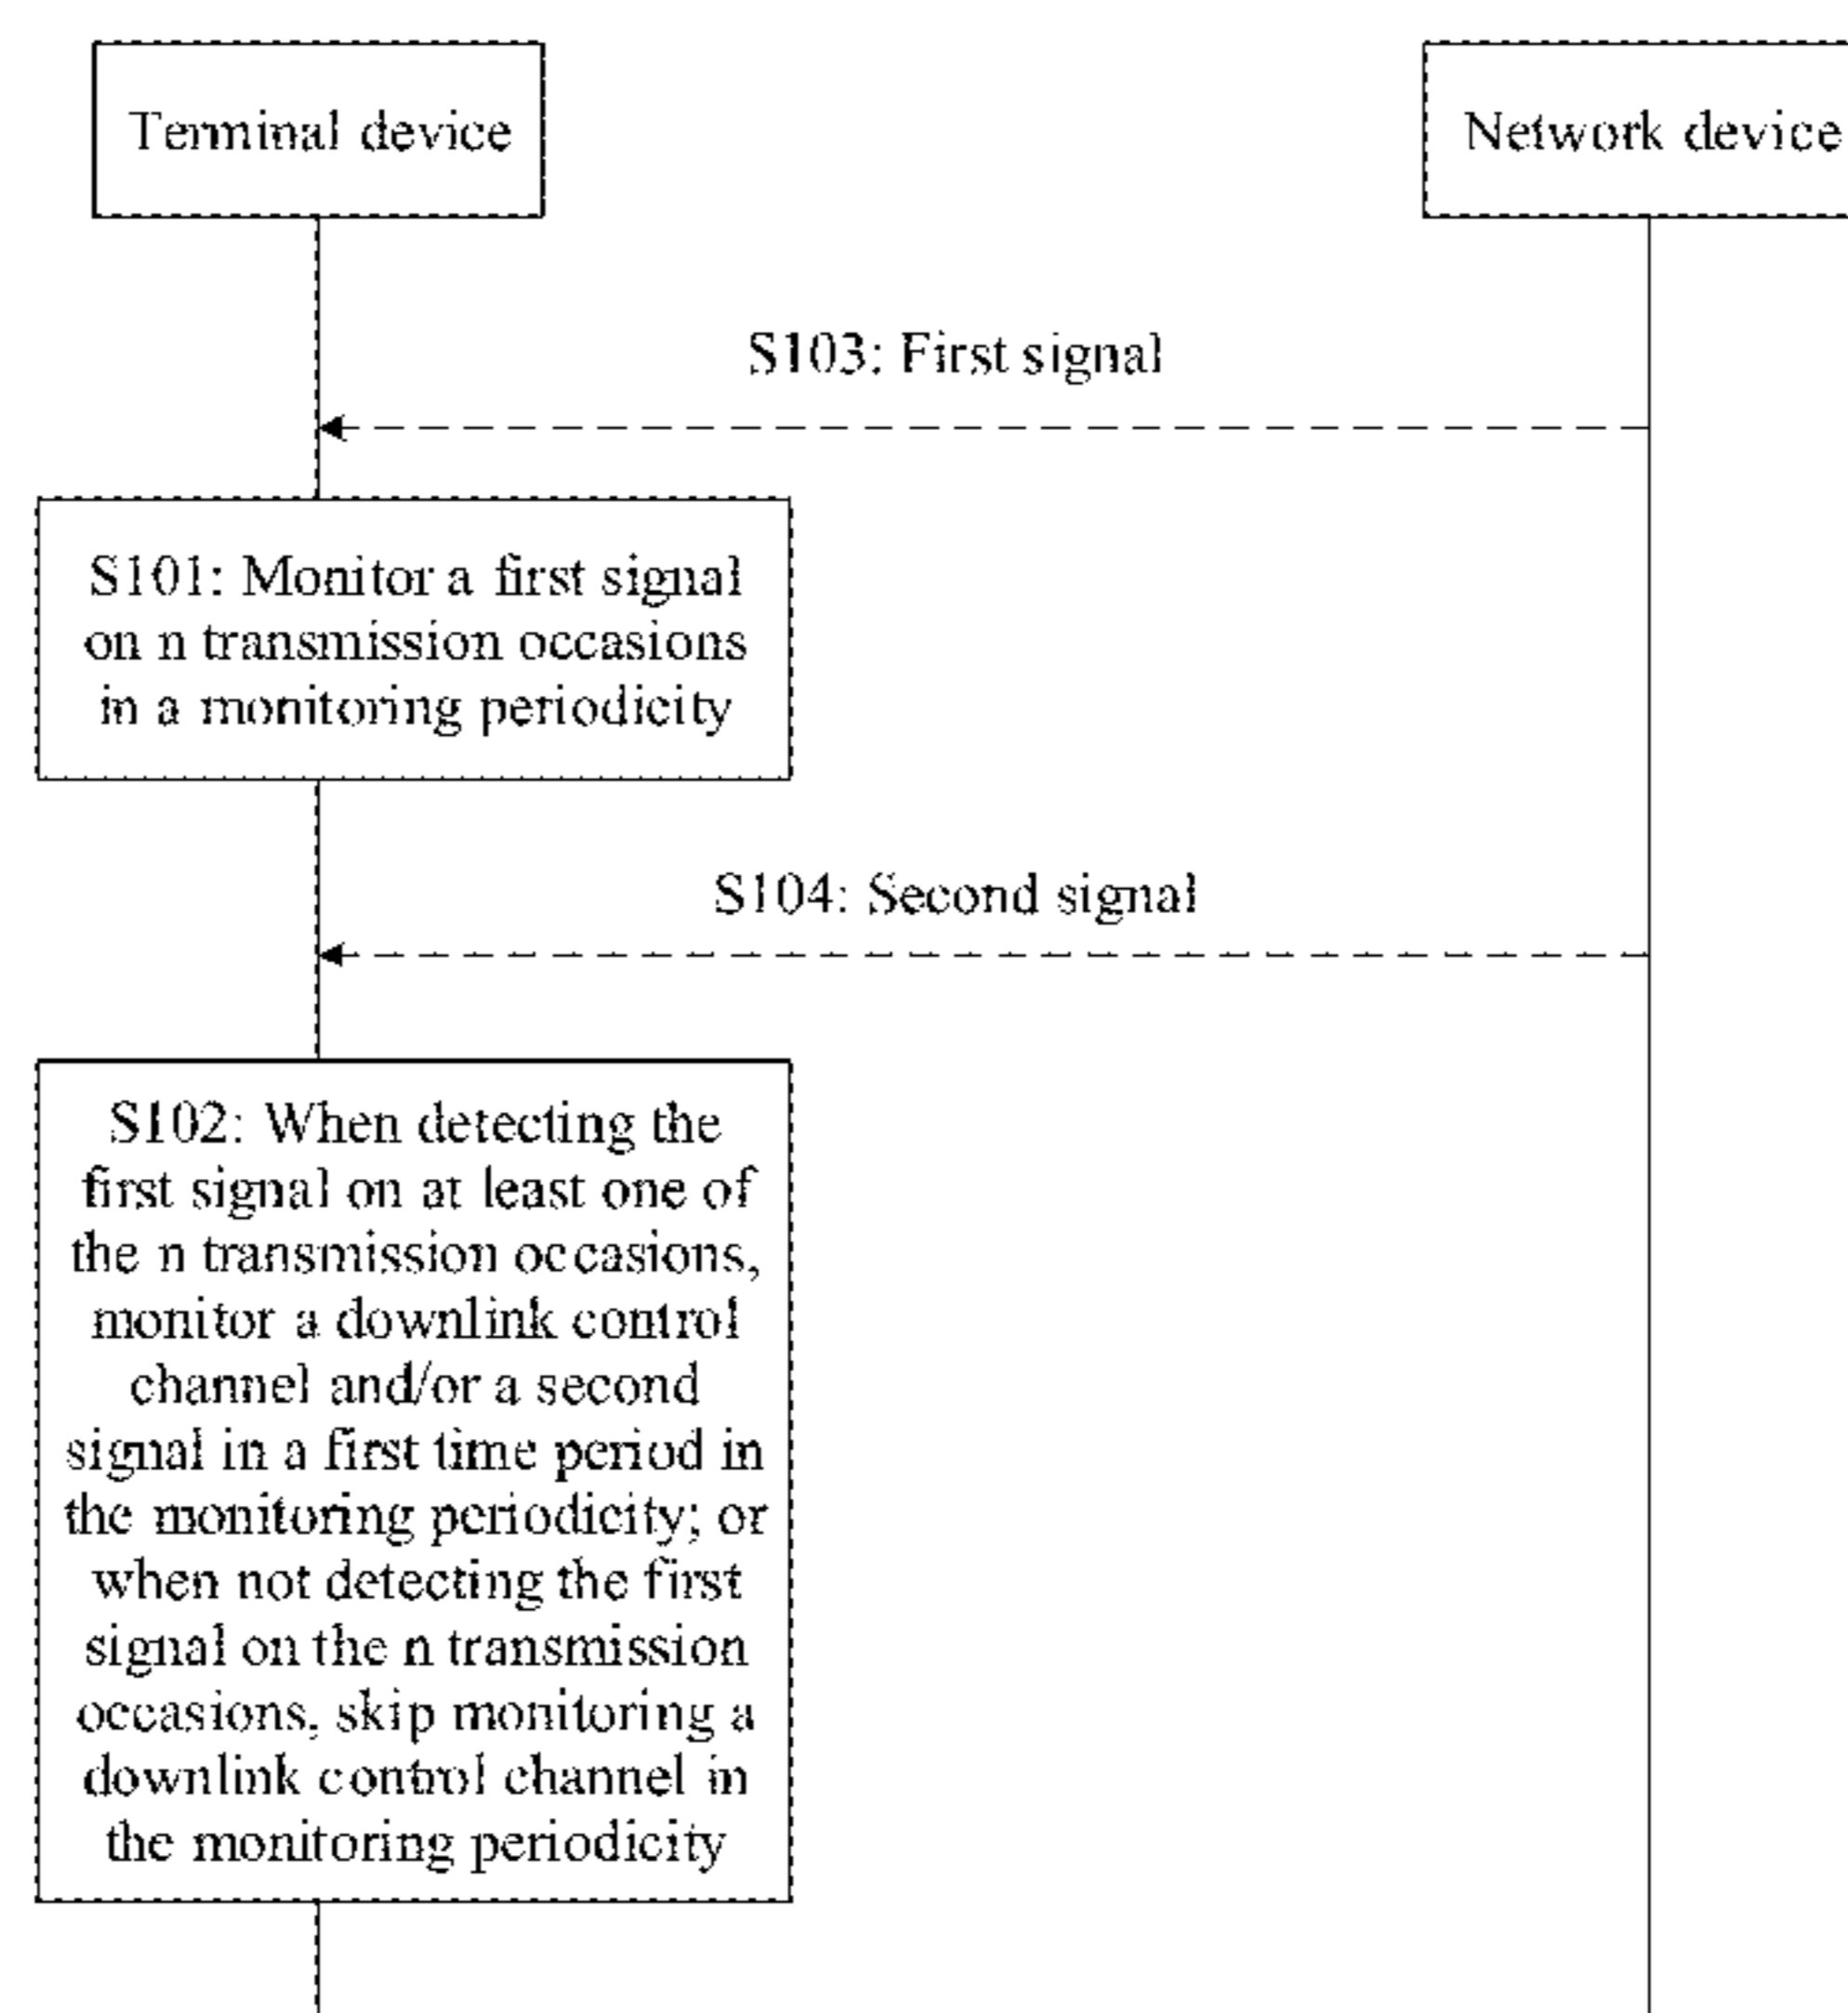 Terminal device
Network device
S103: First signal
S101: Monitor a first signal
on n transmission occasions
in a monitoring periodicity
S104: Second signal
S102: When detecting the
first signal on at least one of
the n transmission occasions,
monitor a downlink control
channel and/or a second
signal in a first time period in
the monitoring periodicity; or
when not detecting the first
signal on the n transmission
occasions, skip monitoring a
downlink control channel in
the monitoring periodicity